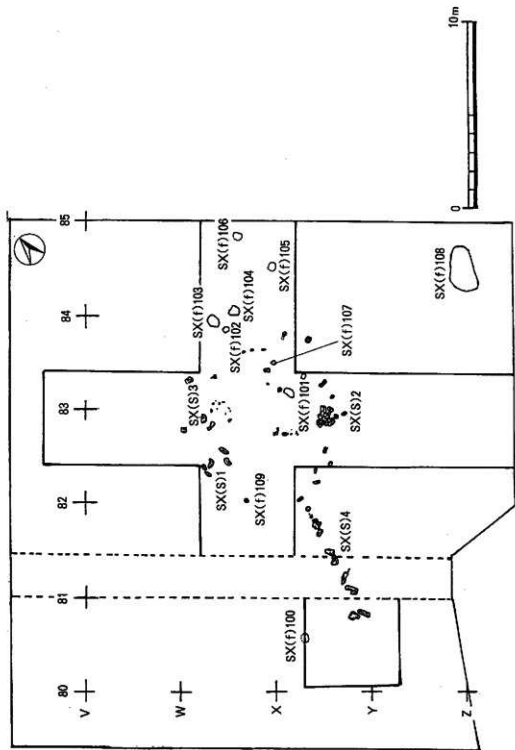 10m
0
85
84
83
82
81
80
V
W
X
Y
Z
SX(f)106
SX(f)105
SX(f)104
SX(f)103
SX(f)102
SX(f)108
SX(f)107
SX(S)3
SX(f)101
SX(S)2
SX(S)1
SX(f)109
SX(S)4
SX(f)100